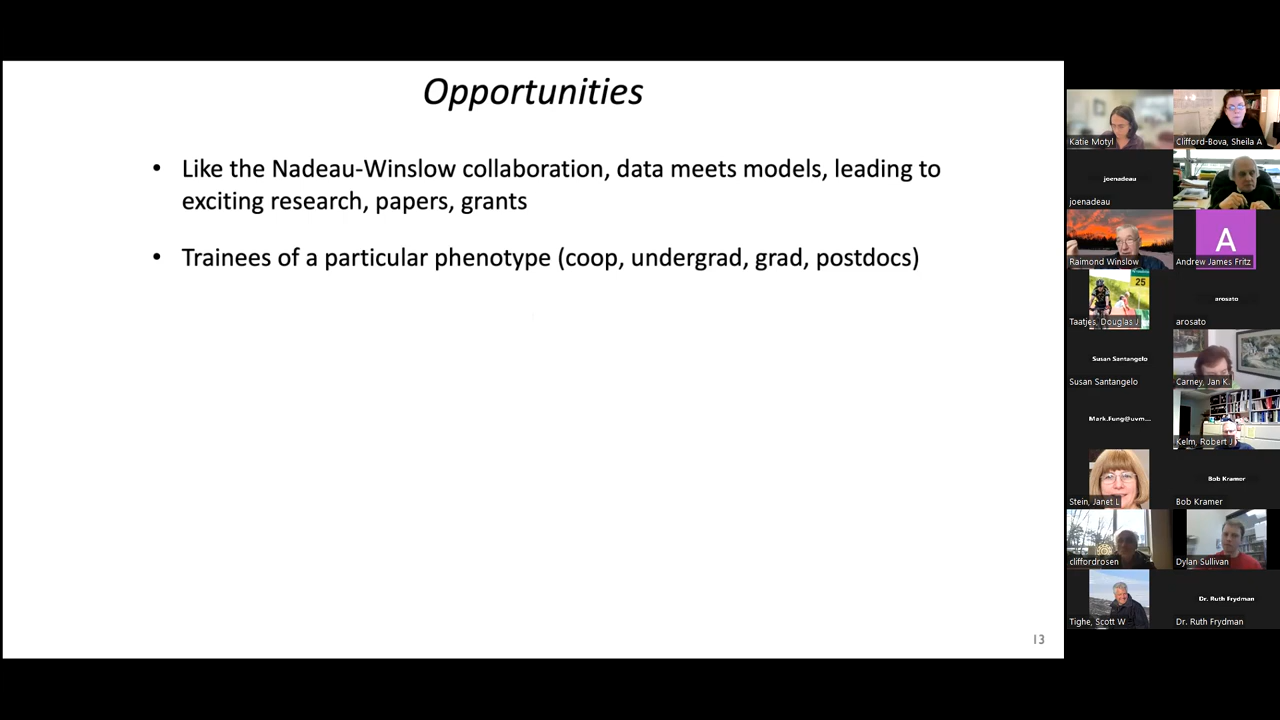 Opportunities
• Like the Nadeau-Winslow collaboration, data meets models, leading to
exciting research, papers, grants
• Trainees of a particular phenotype (coop, undergrad, grad, postdocs)
13
Katie Motyl
Clifford-Bova, Sheila A
joenadeau
joenadeau
Raimond Winslow
A
Andrew James Fritz
25
Taatjes, Douglas J
arosato
arosato
Susan Santangelo
Susan Santangelo
Carney, Jan K.
Mark.Fung@uvm...
Kelm, Robert J
Stein, Janet L
Bob Kramer
Bob Kramer
cliffordrosen
Dylan Sullivan
Tighe, Scott W
Dr. Ruth Frydman
Dr. Ruth Frydman